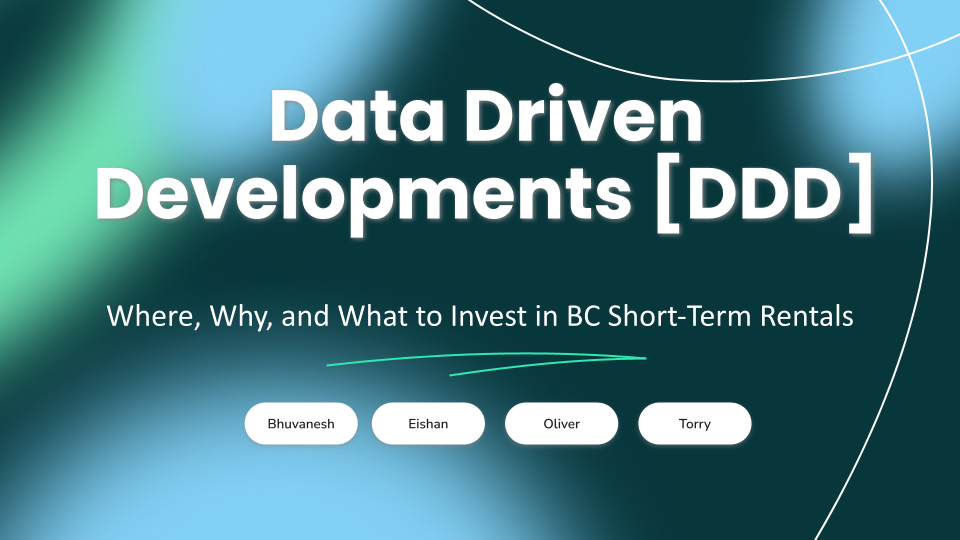 Data Driven
Developments [DDD]
Where, Why, and What to Invest in BC Short-Term Rentals
Bhuvanesh
Eishan
Oliver
Torry